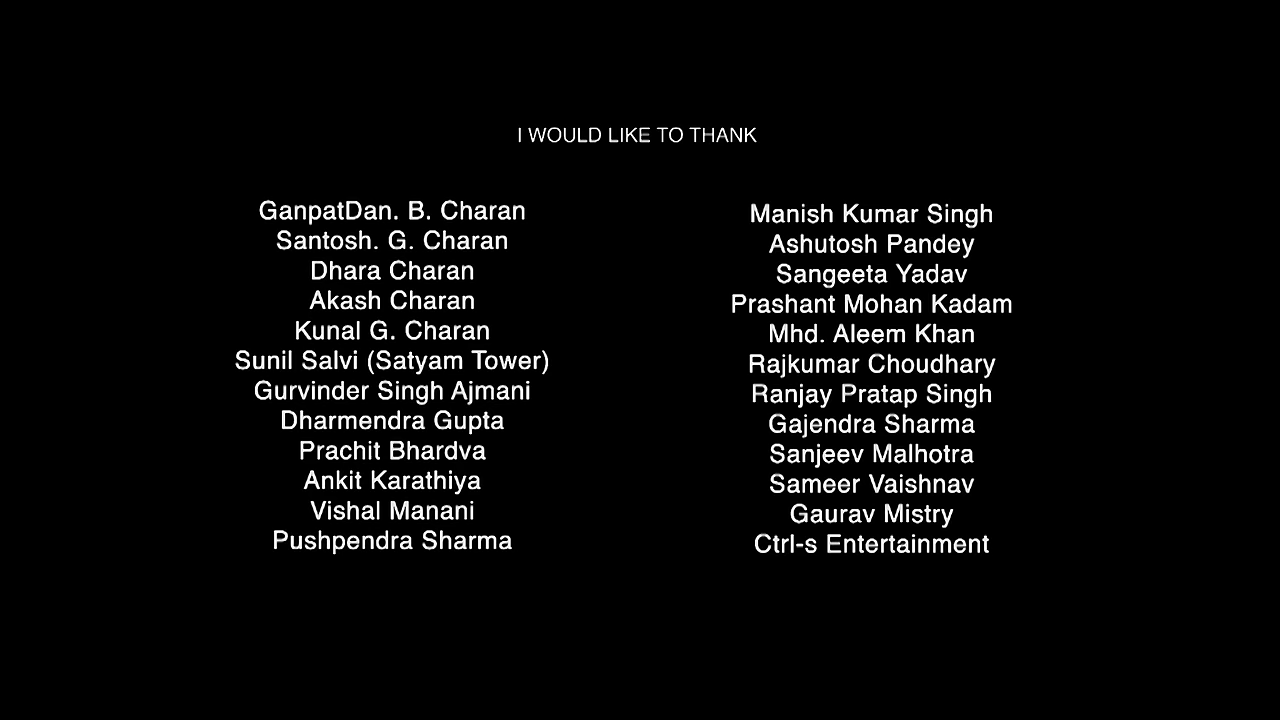 I WOULD LIKE TO THANK
GanpatDan. B. Charan
Santosh. G. Charan
Dhara Charan
Akash Charan
Kunal G. Charan
Sunil Salvi (Satyam Tower)
Gurvinder Singh Ajmani
Dharmendra Gupta
Prachit Bhardva
Ankit Karathiya
Vishal Manani
Pushpendra Sharma
Manish Kumar Singh
Ashutosh Pandey
Sangeeta Yadav
Prashant Mohan Kadam
Mhd. Aleem Khan
Rajkumar Choudhary
Ranjay Pratap Singh
Gajendra Sharma
Sanjeev Malhotra
Sameer Vaishnav
Gaurav Mistry
Ctrl-s Entertainment